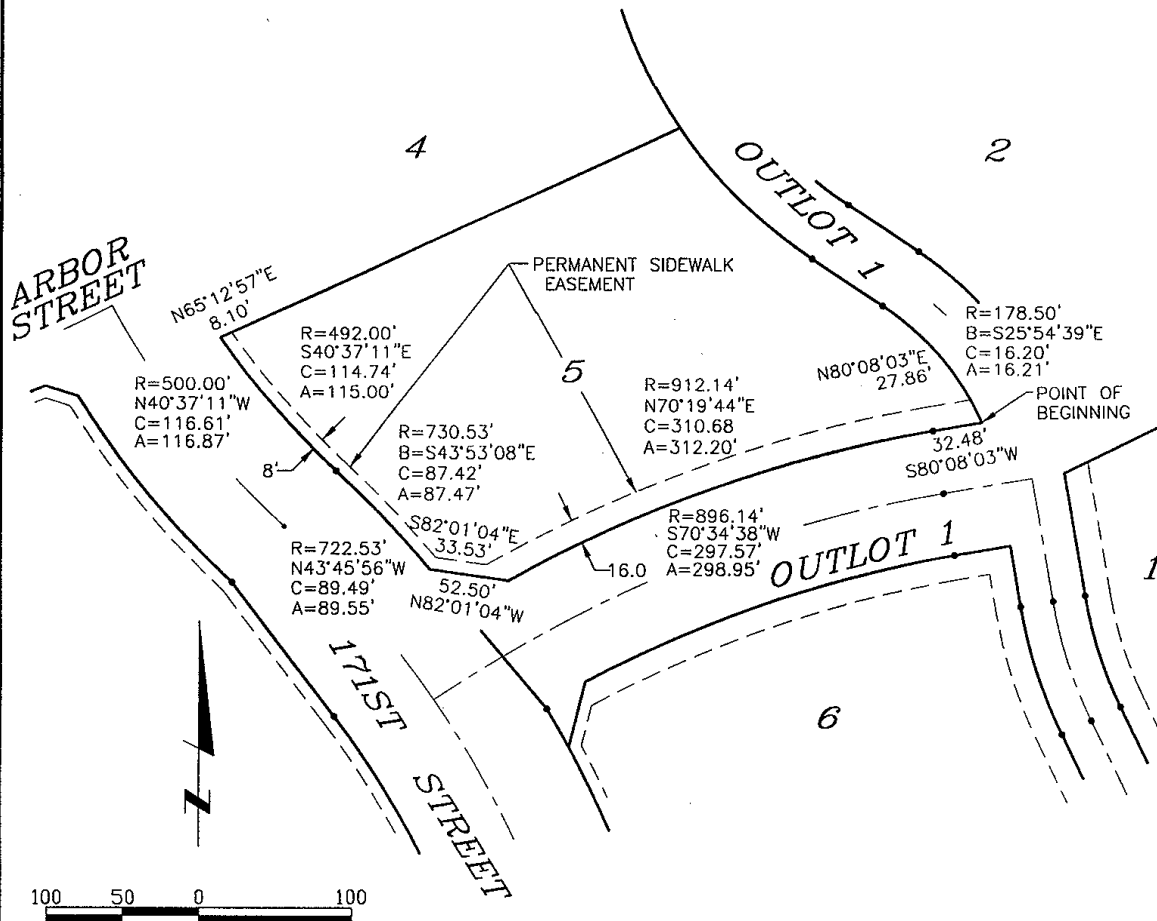 4
2
OUTLOT 1
ARBOR
STREET
N65°12'57"E
8.10'
PERMANENT SIDEWALK
EASEMENT
R=492.00'
S40°37'11"E
C=114.74'
A=115.00'
R=178.50'
B=S25°54'39"E
C=16.20'
A=16.21'
5
N80°08'03"E
27.86'
R=500.00'
N40°37'11"W
C=116.61'
A=116.87'
R=912.14'
N70°19'44"E
C=310.68
A=312.20'
POINT OF
BEGINNING
8'
R=730.53'
B=S43°53'08"E
C=87.42'
A=87.47'
32.48'
S80°08'03"W
S82°01'04"E
33.53'
R=896.14'
S70°34'38"W
C=297.57'
A=298.95'
R=722.53'
N43°45'56"W
C=89.49'
A=89.55'
52.50'
N82°01'04"W
16.0
OUTLOT 1
1
171ST STREET
6
N
100 50 0 100